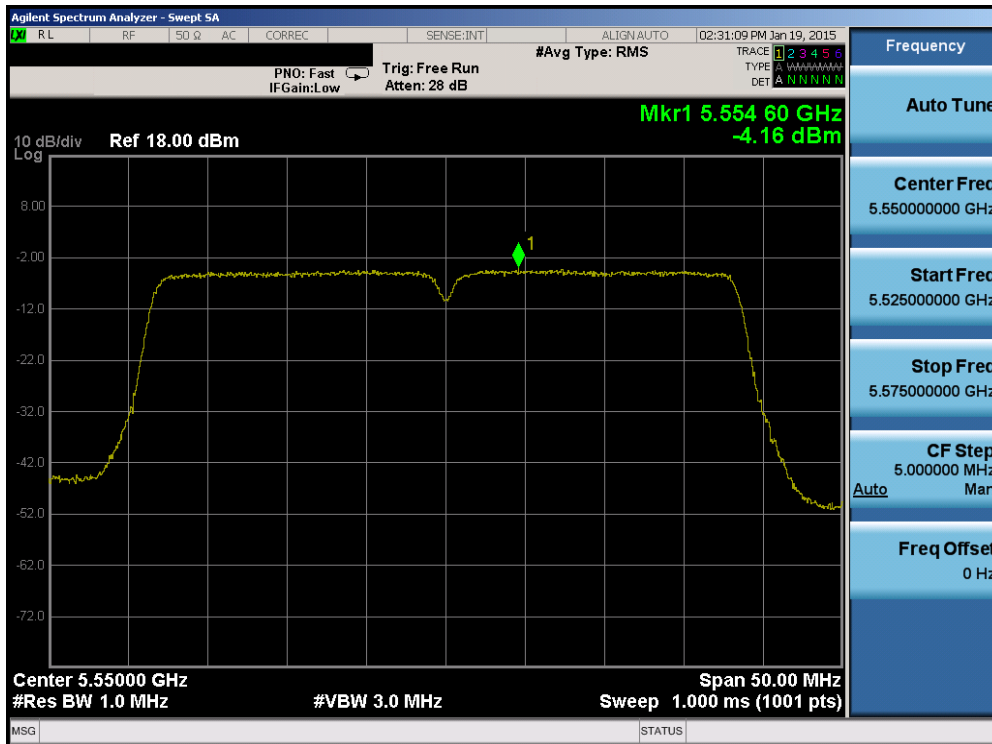 Agilent Spectrum Analyzer - Swept SA
LXI RL RF 50 Ω AC CORREC SENSE:INT ALIGN AUTO 02:31:09 PM Jan 19, 2015
#Avg Type: RMS
TRACE 1 2 3 4 5 6
TYPE A WWWWW
DET A N N N N N
PNO: Fast
IFGain:Low
Trig: Free Run
Atten: 28 dB
Mkr1 5.554 60 GHz
-4.16 dBm
10 dB/div
Log
Ref 18.00 dBm
8.00
-2.00
-12.0
-22.0
-32.0
-42.0
-52.0
-62.0
-72.0
1
Center 5.55000 GHz
Span 50.00 MHz
#Res BW 1.0 MHz
#VBW 3.0 MHz
Sweep 1.000 ms (1001 pts)
MSG
STATUS
Frequency
Auto Tune
Center Freq
5.550000000 GHz
Start Freq
5.525000000 GHz
Stop Freq
5.575000000 GHz
CF Step
5.000000 MHz
Auto Man
Freq Offset
0 Hz